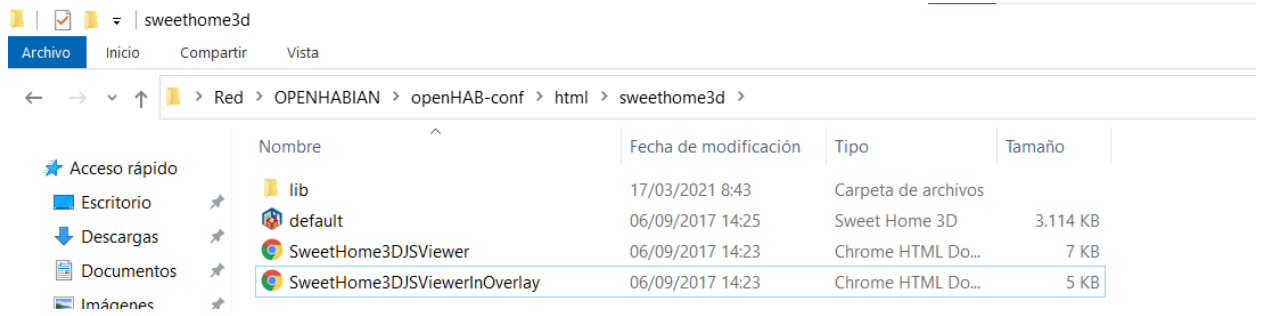 sweethome3d
Archivo Inicio Compartir Vista
Red > OPENHABIAN > openHAB-conf > html > sweethome3d >
Nombre Fecha de modificación Tipo Tamaño
Acceso rápido
lib 17/03/2021 8:43 Carpeta de archivos
Escritorio
default 06/09/2017 14:25 Sweet Home 3D 3.114 KB
Descargas
SweetHome3DJSViewer 06/09/2017 14:23 Chrome HTML Do... 7 KB
Documentos
SweetHome3DJSViewerInOverlay 06/09/2017 14:23 Chrome HTML Do... 5 KB
Imágenes